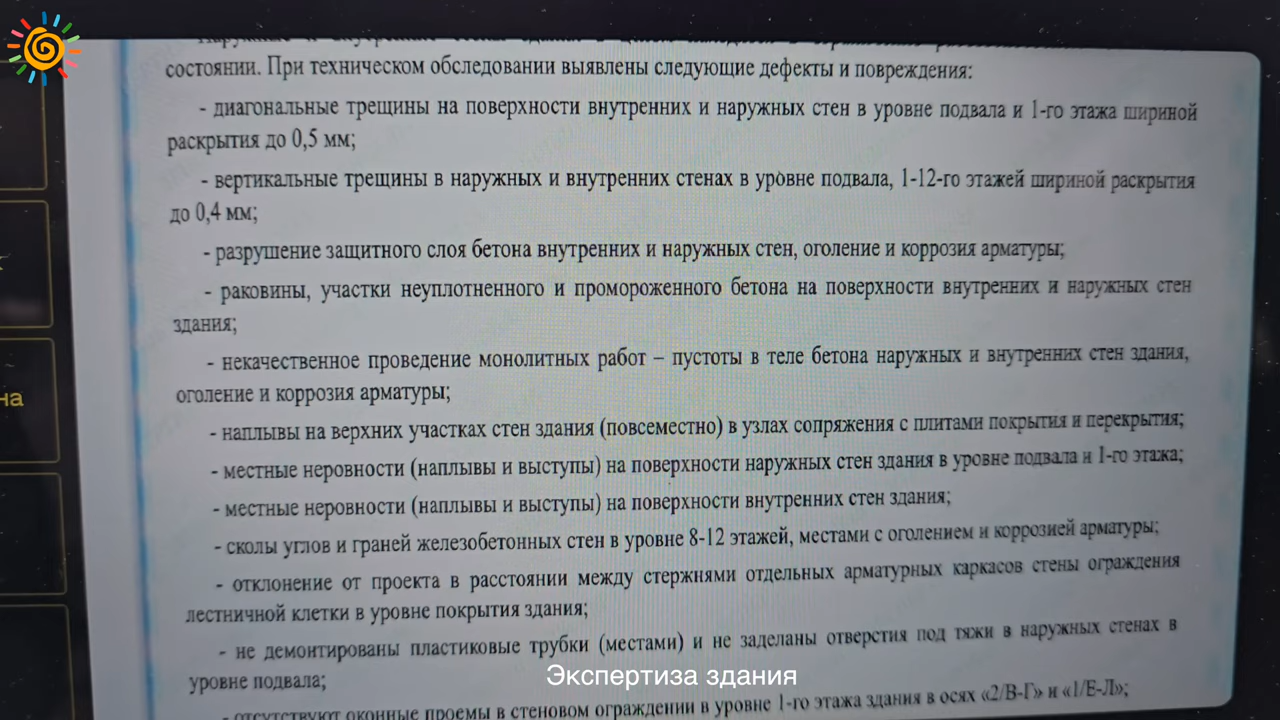 состоянии. При техническом обследовании выявлены следующие дефекты и повреждения:
- диагональные трещины на поверхности внутренних и наружных стен в уровне подвала и 1-го этажа шириной
раскрытия до 0,5 мм;
- вертикальные трещины в наружных и внутренних стенах в уровне подвала, 1-12-го этажей шириной раскрытия
до 0,4 мм;
- разрушение защитного слоя бетона внутренних и наружных стен, оголение и коррозия арматуры;
- раковины, участки неуплотненного и промороженного бетона на поверхности внутренних и наружных стен
здания;
- некачественное проведение монолитных работ – пустоты в теле бетона наружных и внутренних стен здания,
оголение и коррозия арматуры;
- наплывы на верхних участках стен здания (повсеместно) в узлах сопряжения с плитами покрытия и перекрытия;
- местные неровности (наплывы и выступы) на поверхности наружных стен здания в уровне подвала и 1-го этажа;
- местные неровности (наплывы и выступы) на поверхности внутренних стен здания;
- сколы углов и граней железобетонных стен в уровне 8-12 этажей, местами с оголением и коррозией арматуры;
- отклонение от проекта в расстоянии между стержнями отдельных арматурных каркасов стены ограждения
лестничной клетки в уровне покрытия здания;
- не демонтированы пластиковые трубки (местами) и не заделаны отверстия под тяжи в наружных стенах в
уровне подвала;
- отсутствуют оконные проемы в стеновом ограждении в уровне 1-го этажа здания в осях «2/В-Г» и «1/Е-Л»;
на
Экспертиза здания